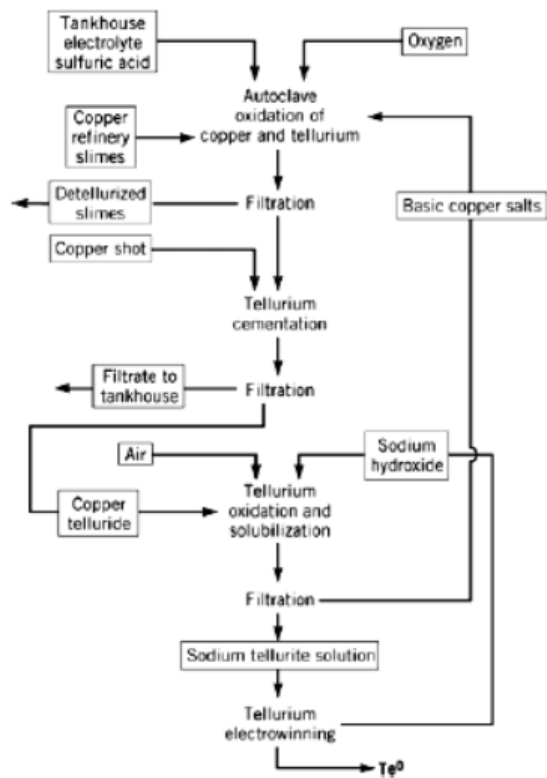 Tankhouse
electrolyte
sulfuric acid
Oxygen
Autoclave
oxidation of
copper and tellurium
Copper
refinery
slimes
Detellurized
slimes
Filtration
Basic copper salts
Copper shot
Tellurium
cementation
Filtrate to
tankhouse
Filtration
Air
Sodium
hydroxide
Copper
telluride
Tellurium
oxidation and
solubilization
Filtration
Sodium tellurite solution
Tellurium
electrowinning
Te⁰